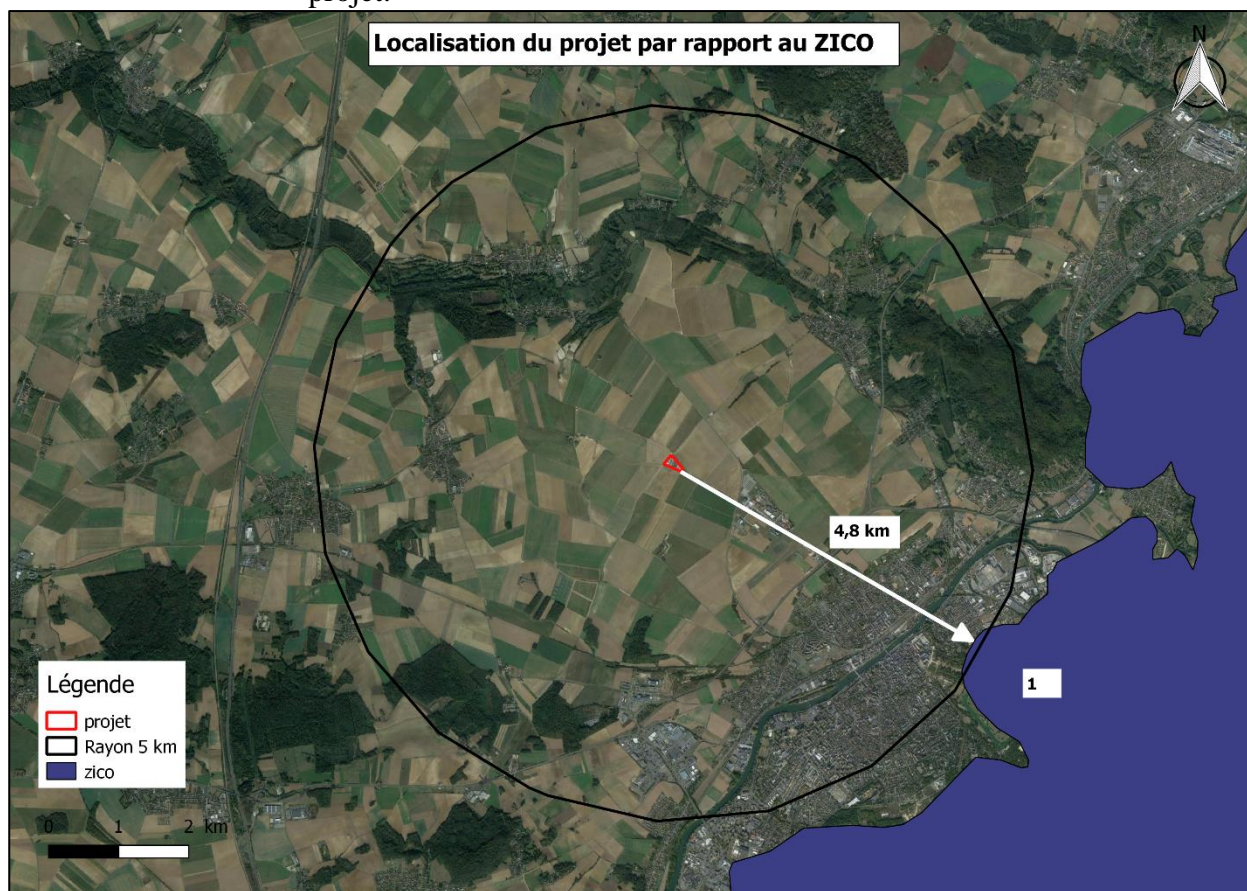 projet.
Localisation du projet par rapport au ZICO
N
4,8 km
1
Légende
projet
Rayon 5 km
zico
0 1 2 km